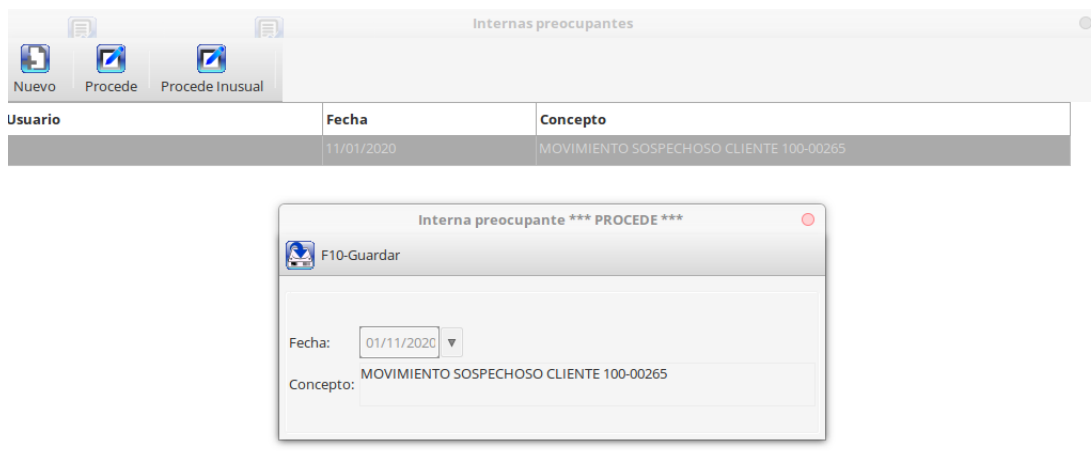 Internas preocupantes
Nuevo Procede Procede Inusual
Usuario Fecha Concepto
11/01/2020 MOVIMIENTO SOSPECHOSO CLIENTE 100-00265
Interna preocupante *** PROCEDE ***
F10-Guardar
Fecha: 01/11/2020
Concepto: MOVIMIENTO SOSPECHOSO CLIENTE 100-00265